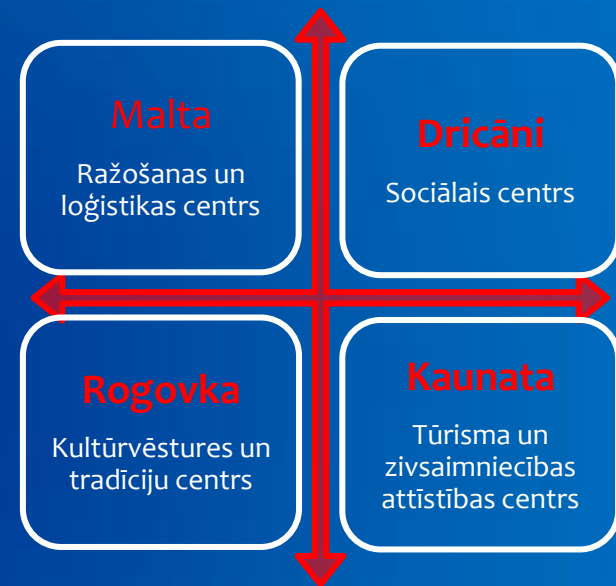 Malta
Ražošanas un
loģistikas centrs
Dricāni
Sociālais centrs
Rogovka
Kultūrvēstures un
tradīciju centrs
Kaunata
Tūrisma un
zivsaimniecības
attīstības centrs